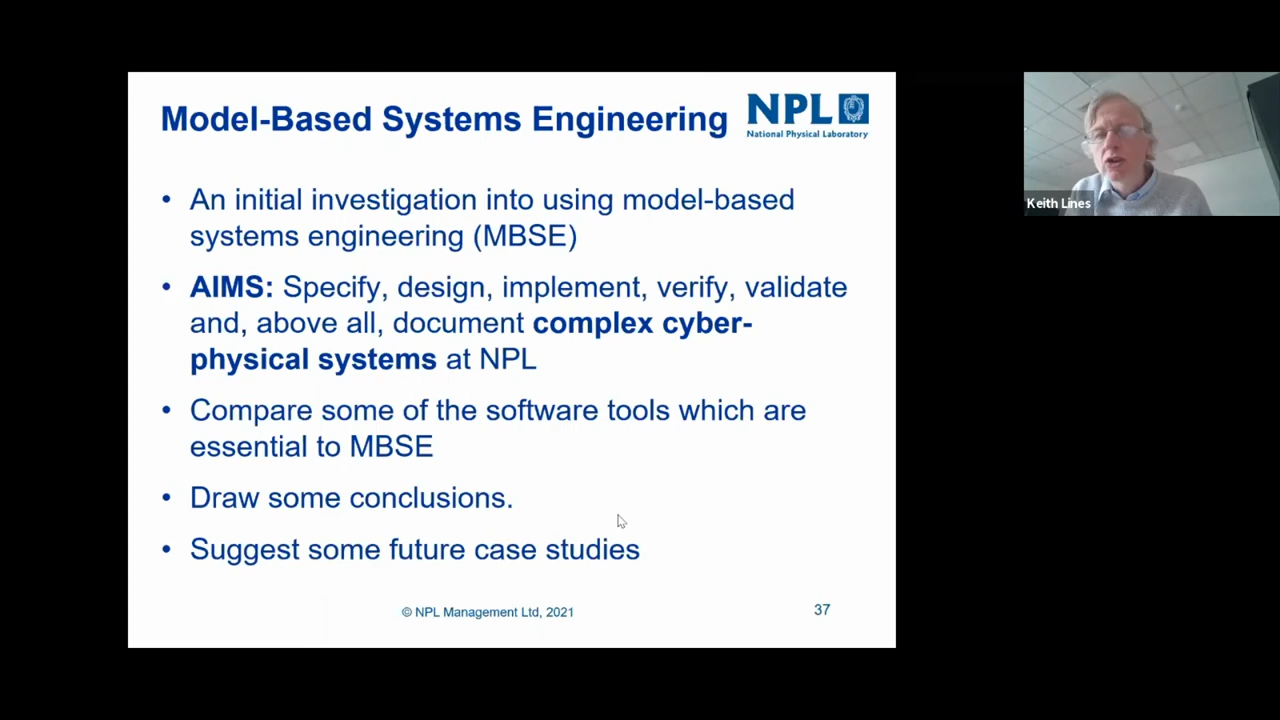 Model-Based Systems Engineering
NPL
National Physical Laboratory
• An initial investigation into using model-based
systems engineering (MBSE)
• AIMS: Specify, design, implement, verify, validate
and, above all, document complex cyber-
physical systems at NPL
• Compare some of the software tools which are
essential to MBSE
• Draw some conclusions.
• Suggest some future case studies
© NPL Management Ltd, 2021
37
Keith Lines